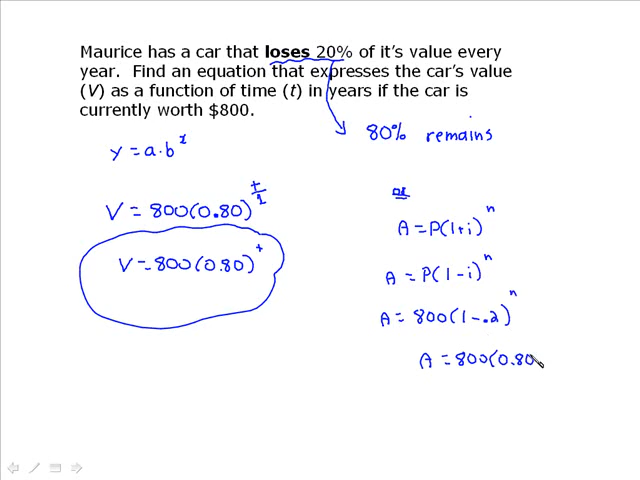 Maurice has a car that loses 20% of it's value every
year. Find an equation that expresses the car's value
(V) as a function of time (t) in years if the car is
currently worth $800.
80% remains
y = a·b^x
V = 800(0.80)^(t/1)
V = 800(0.80)^t
or
A = P(1+i)^n
A = P(1-i)^n
A = 800(1-.2)^n
A = 800(0.80